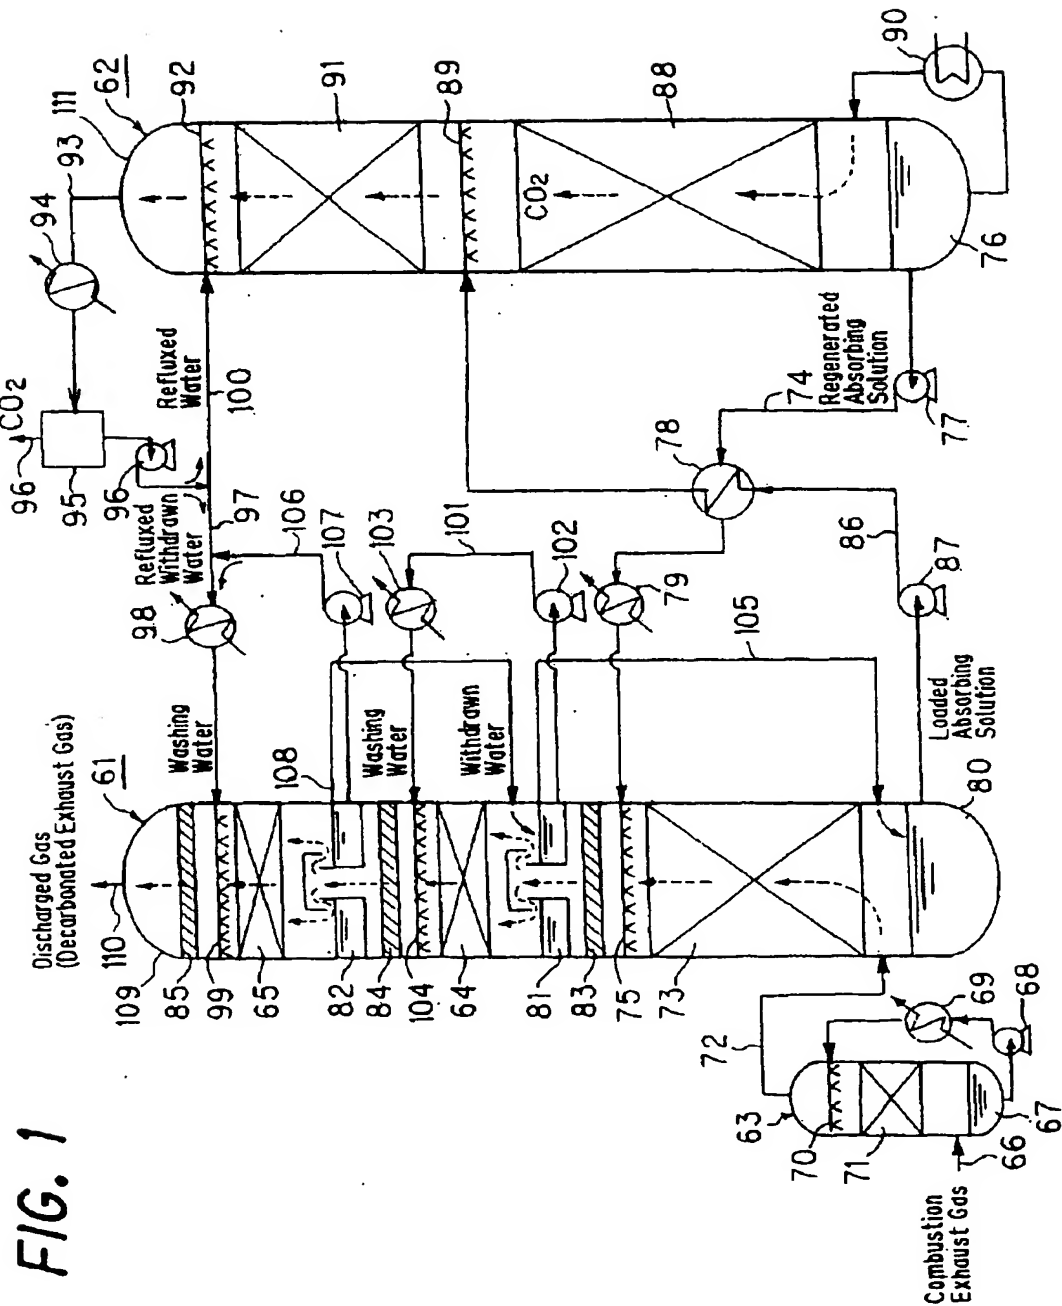 FIG. 1
Discharged Gas
(Decarbonated Exhaust Gas)
110
61
109
85
99
65
82
84
104
64
81
83
75
73
80
Washing
Water
108
Washing
Water
Withdrawn
Water
105
Loaded
Absorbing
Solution
98
Refluxed
Withdrawn
Water
97
106
107
103
101
102
79
78
86
87
96
CO2
95
96
94
93
111
62
92
Refluxed
Water
100
91
89
CO2
88
90
76
74
Regenerated
Absorbing
Solution
77
72
63
70
71
69
68
67
66
Combustion
Exhaust Gas